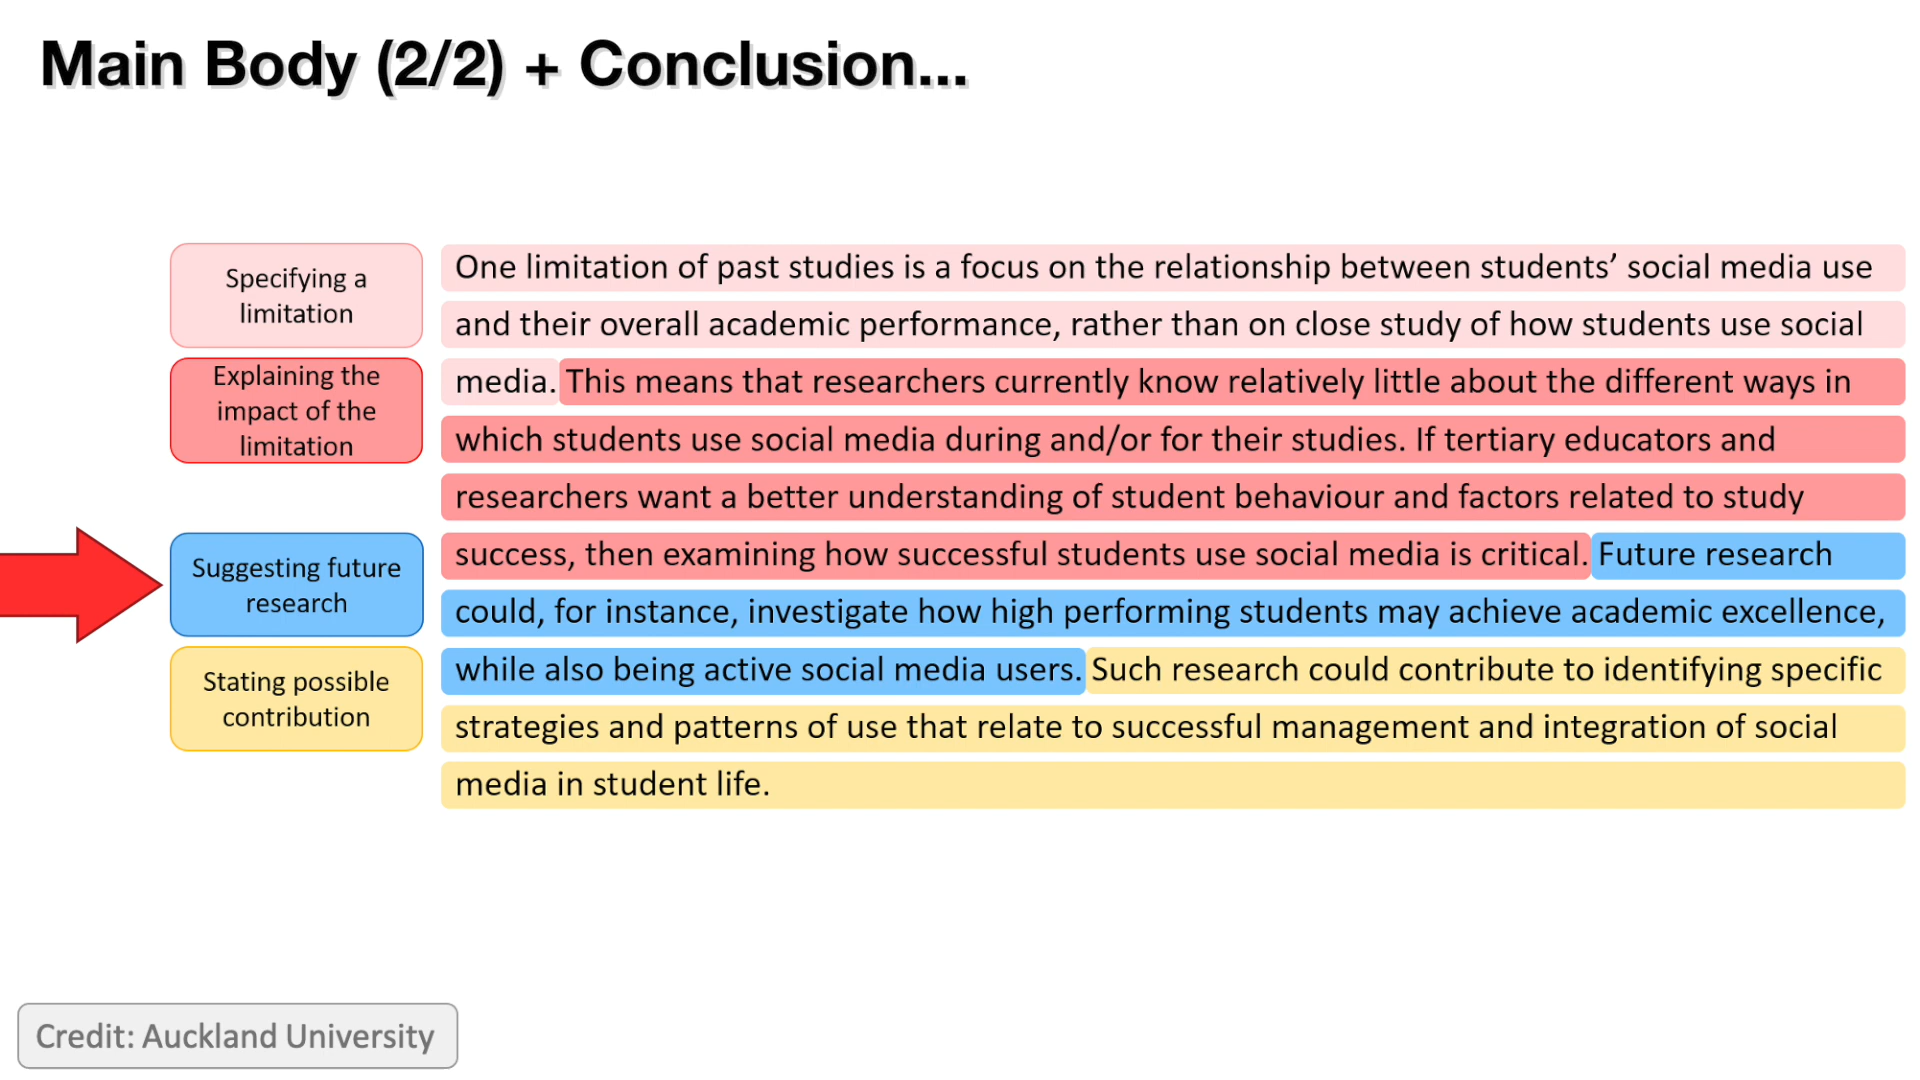 Main Body (2/2) + Conclusion...
Specifying a
limitation
Explaining the
impact of the
limitation
Suggesting future
research
Stating possible
contribution
One limitation of past studies is a focus on the relationship between students’ social media use
and their overall academic performance, rather than on close study of how students use social
media. This means that researchers currently know relatively little about the different ways in
which students use social media during and/or for their studies. If tertiary educators and
researchers want a better understanding of student behaviour and factors related to study
success, then examining how successful students use social media is critical. Future research
could, for instance, investigate how high performing students may achieve academic excellence,
while also being active social media users. Such research could contribute to identifying specific
strategies and patterns of use that relate to successful management and integration of social
media in student life.
Credit: Auckland University